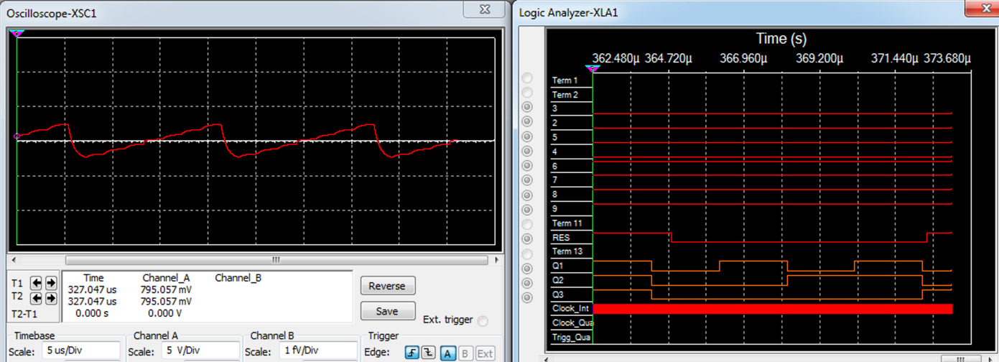 Oscilloscope-XSC1
T1
T2
T2-T1
Time Channel_A Channel_B
327.047 us 795.057 mV
327.047 us 795.057 mV
0.000 s 0.000 V
Reverse
Save
Ext. trigger
Timebase
Scale: 5 us/Div
Channel A
Scale: 5 V/Div
Channel B
Scale: 1 fV/Div
Trigger
Edge: A B Ext
Logic Analyzer-XLA1
Time (s)
362.480µ 364.720µ 366.960µ 369.200µ 371.440µ 373.680µ
Term 1
Term 2
3
2
5
4
6
7
8
9
Term 11
RES
Term 13
Q1
Q2
Q3
Clock_Int
Clock_Qua
Trigg_Qua